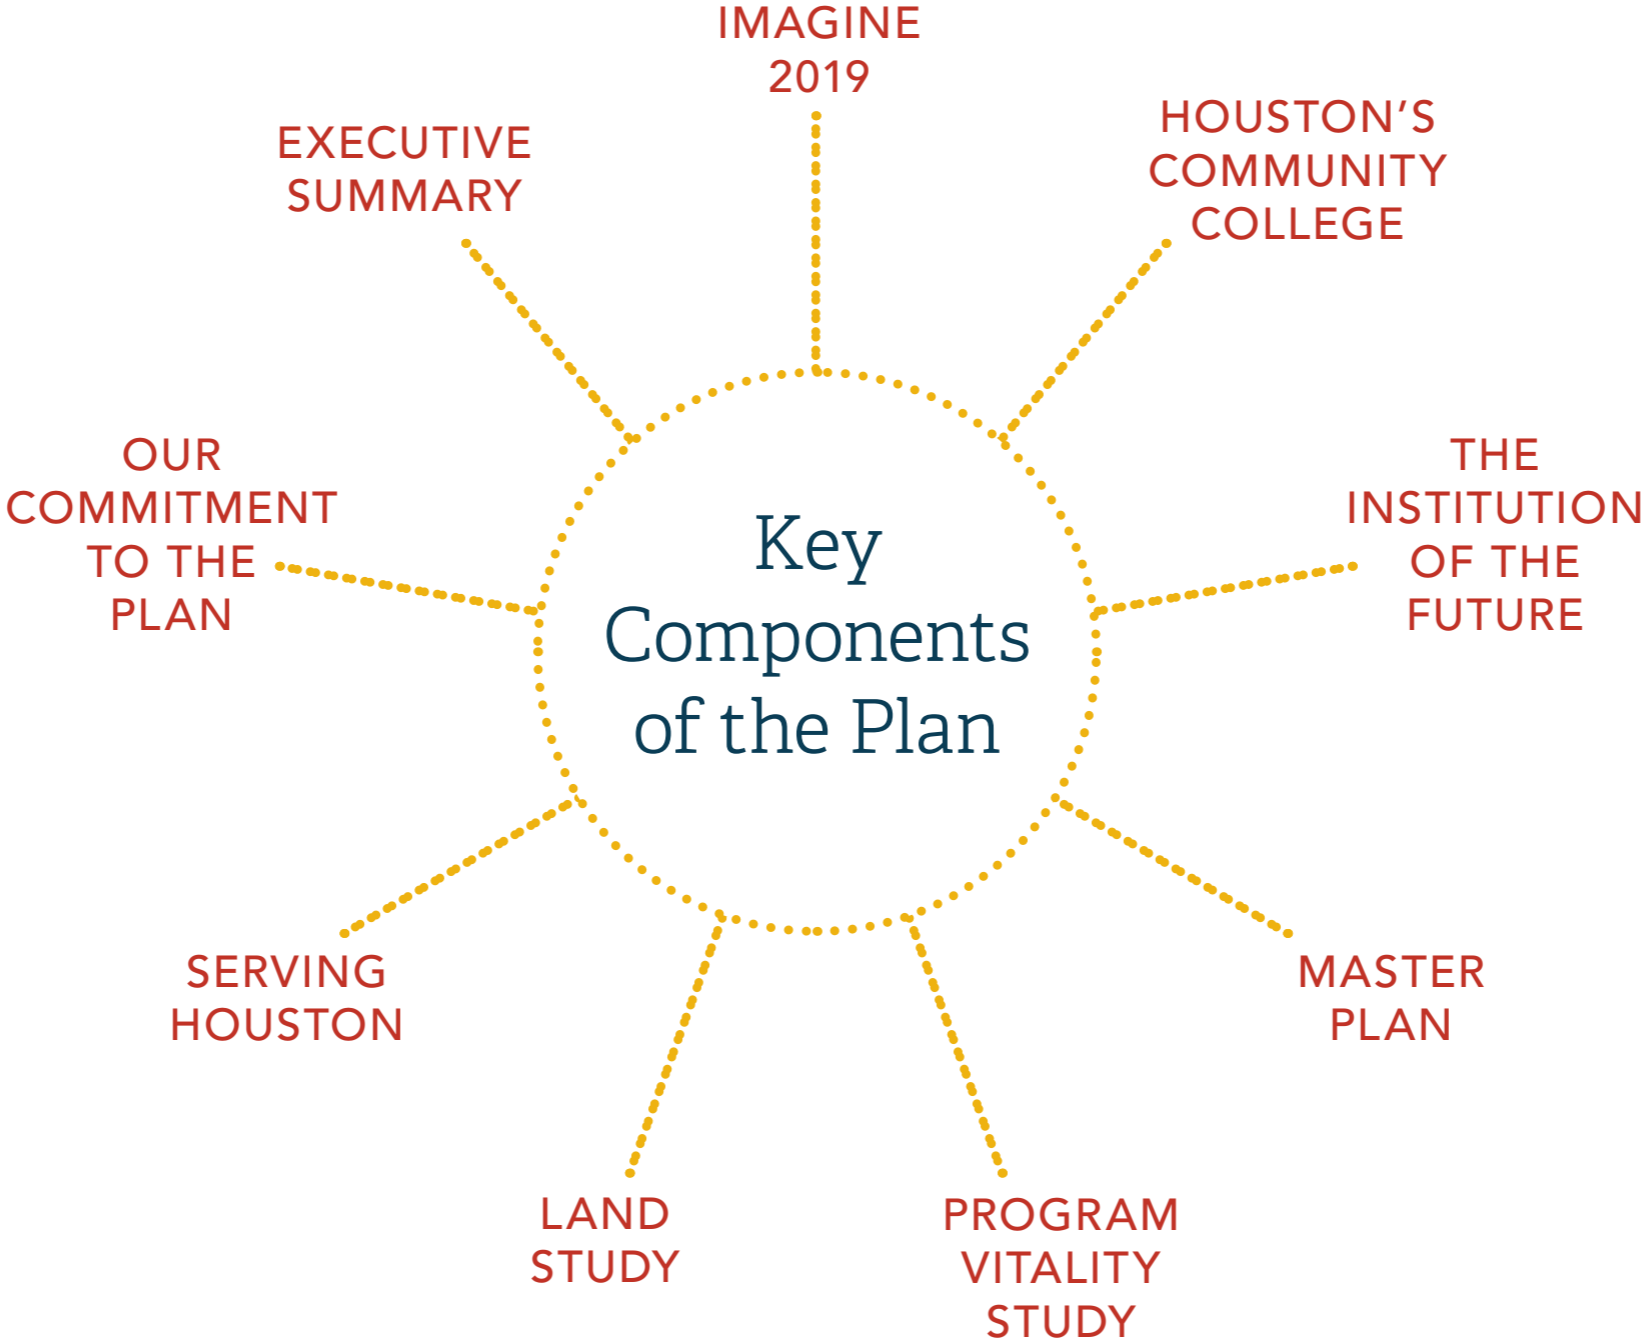 IMAGINE
2019
HOUSTON'S
COMMUNITY
COLLEGE
THE
INSTITUTION
OF THE
FUTURE
MASTER
PLAN
PROGRAM
VITALITY
STUDY
LAND
STUDY
SERVING
HOUSTON
OUR
COMMITMENT
TO THE
PLAN
EXECUTIVE
SUMMARY
Key
Components
of the Plan